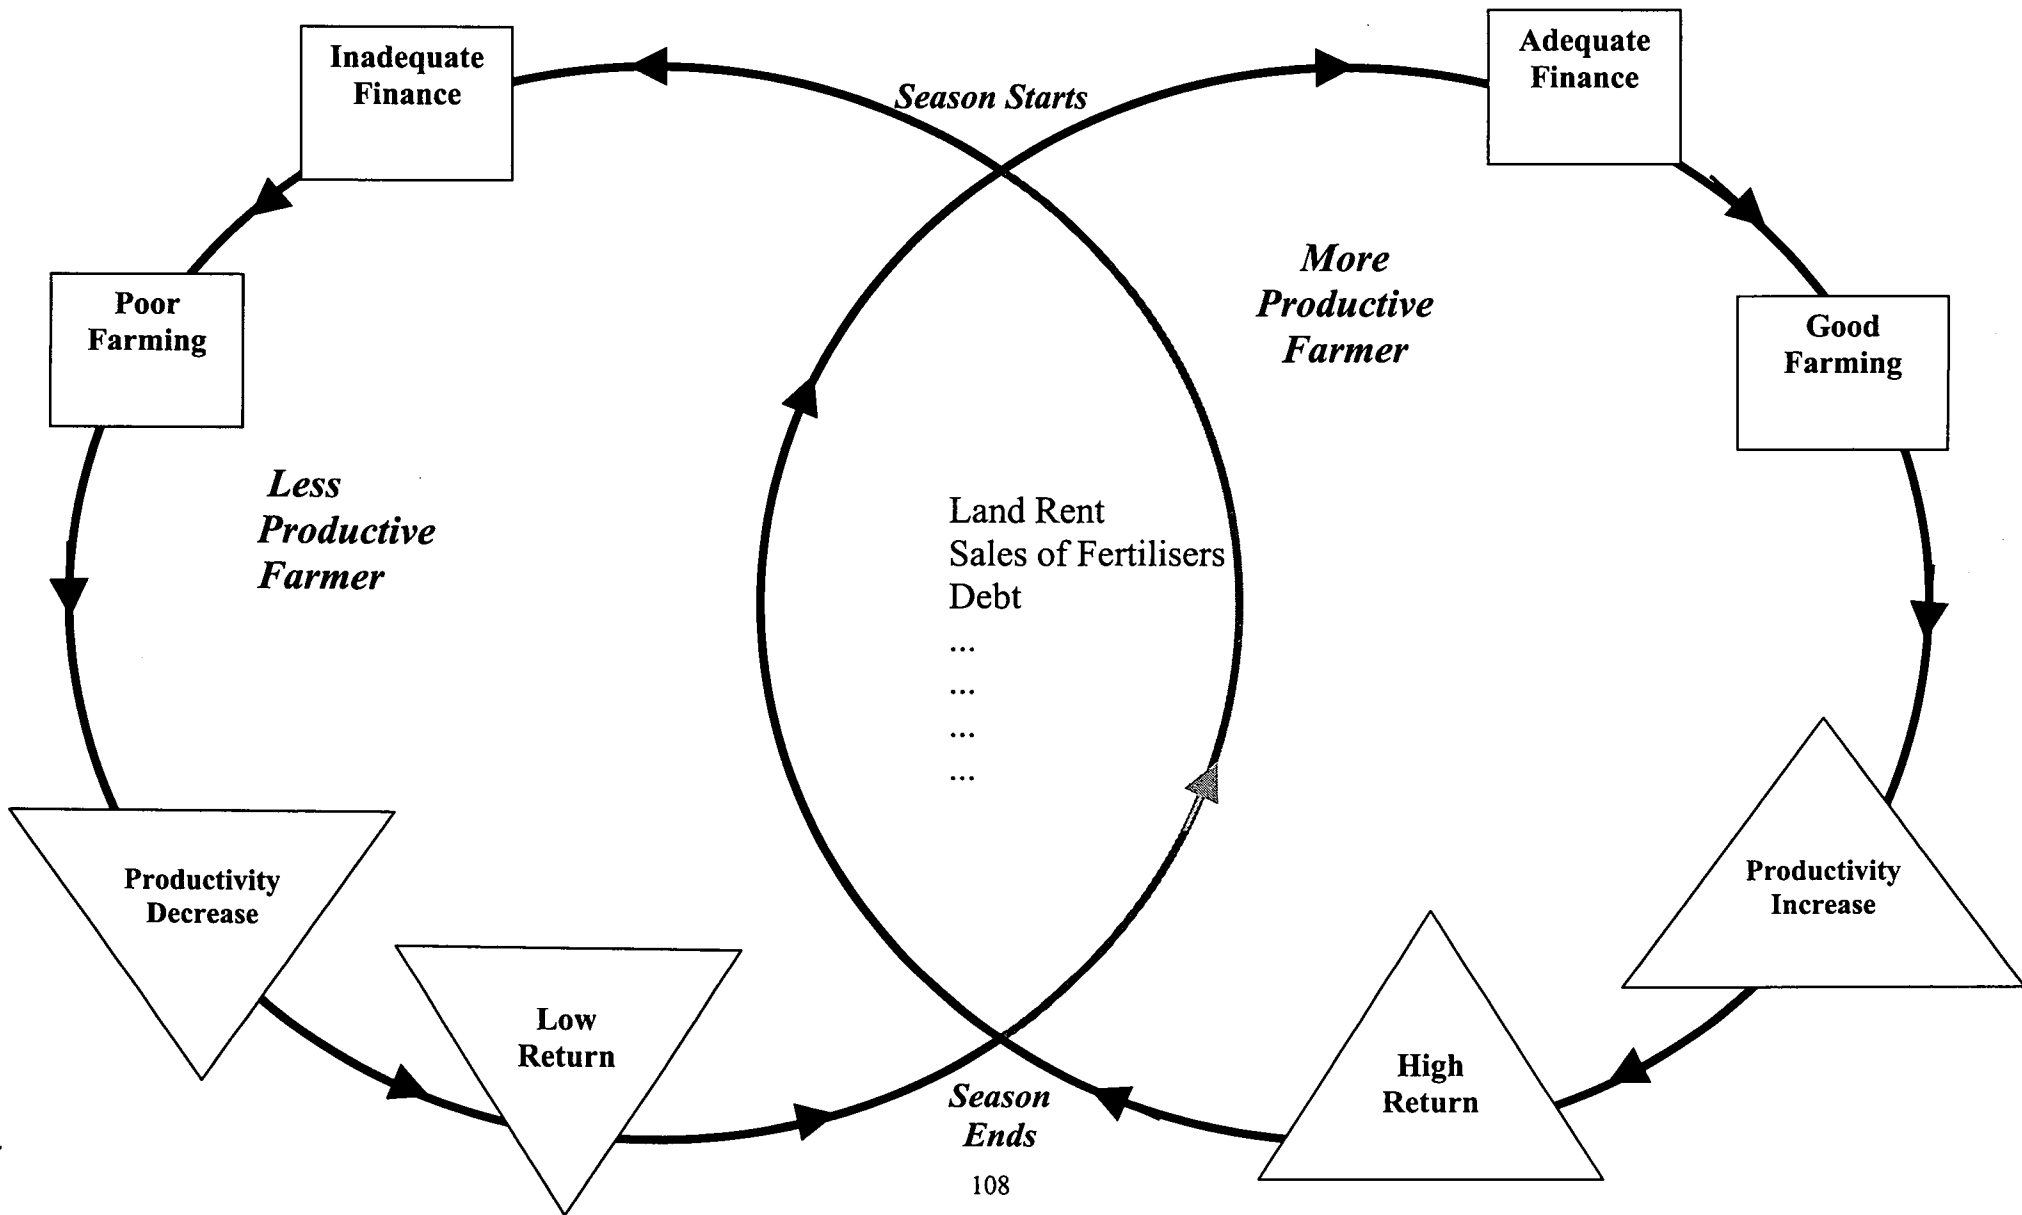 Inadequate
Finance
Season Starts
Adequate
Finance
Poor
Farming
More
Productive
Farmer
Good
Farming
Less
Productive
Farmer
Land Rent
Sales of Fertilisers
Debt
...
...
...
...
Productivity
Decrease
Productivity
Increase
Low
Return
High
Return
Season
Ends
108